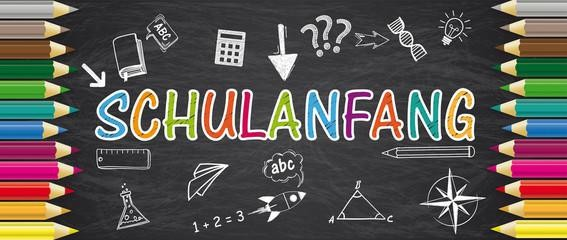 ABC
???
SCHULANFANG
abc
1 + 2 = 3
B
A C